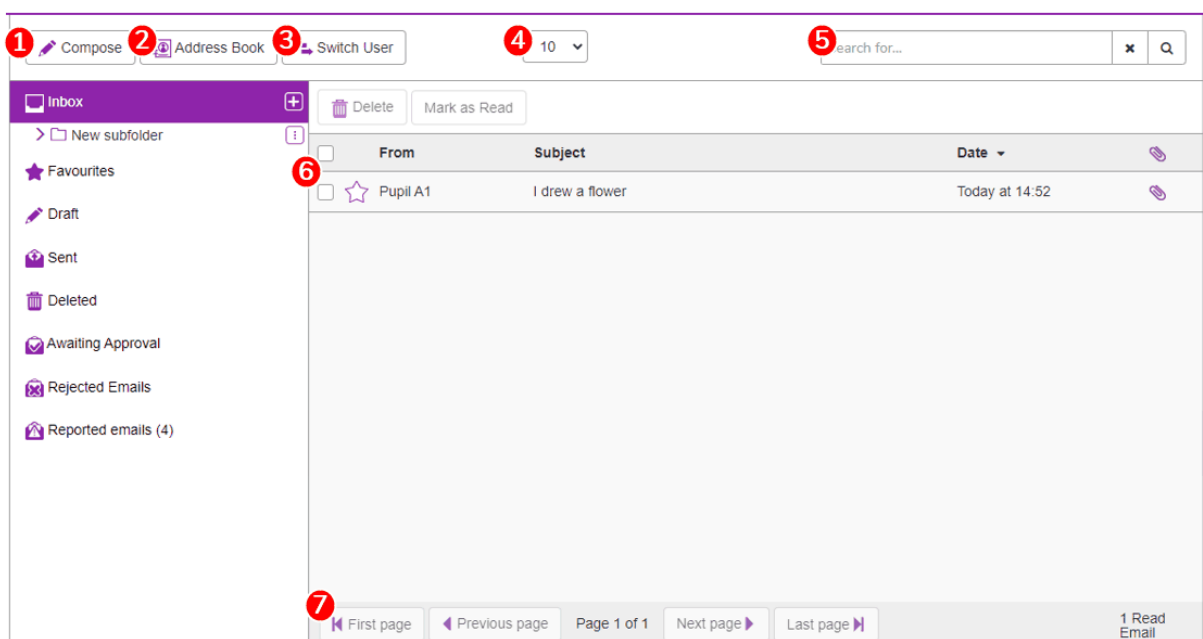 1 Compose 2 Address Book 3 Switch User 4 10 5 Search for...
Inbox
Delete Mark as Read
New subfolder
From Subject Date
Favourites
6
Pupil A1 I drew a flower Today at 14:52
Draft
Sent
Deleted
Awaiting Approval
Rejected Emails
Reported emails (4)
7
First page Previous page Page 1 of 1 Next page Last page 1 Read
Email